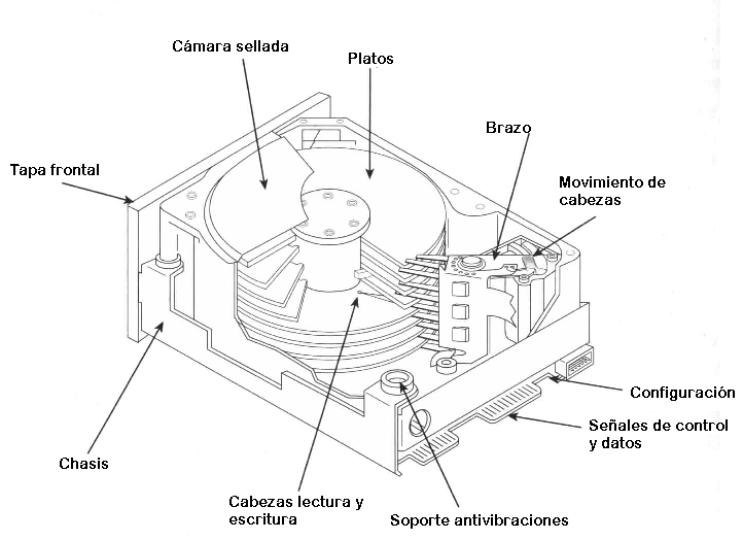 Cámara sellada
Platos
Brazo
Tapa frontal
Movimiento de
cabezas
Configuración
Señales de control
y datos
Chasis
Cabezas lectura y
escritura
Soporte antivibraciones